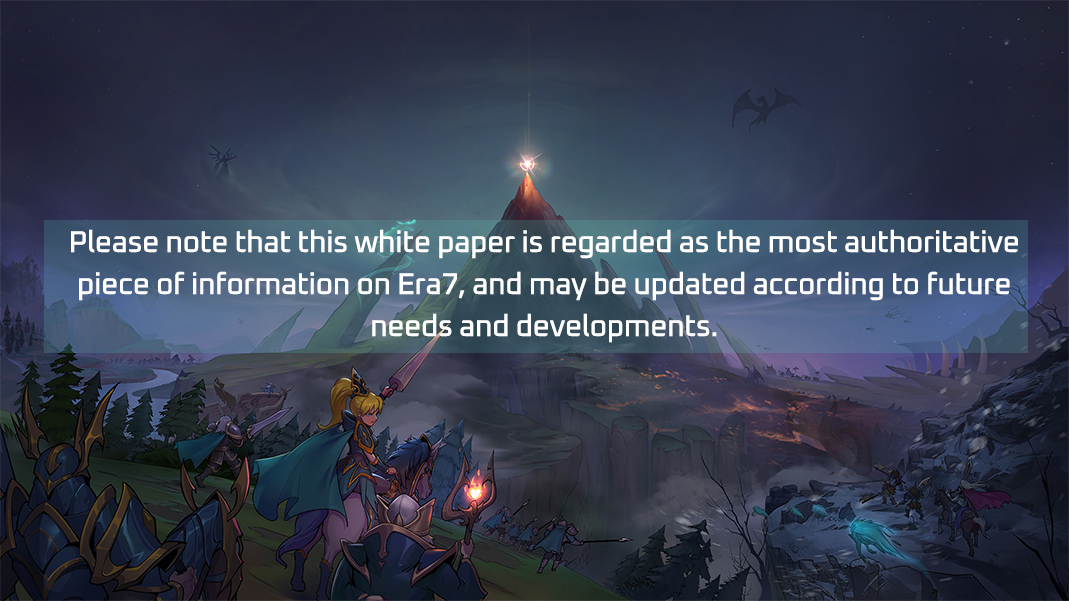 Please note that this white paper is regarded as the most authoritative
piece of information on Era7, and may be updated according to future
needs and developments.